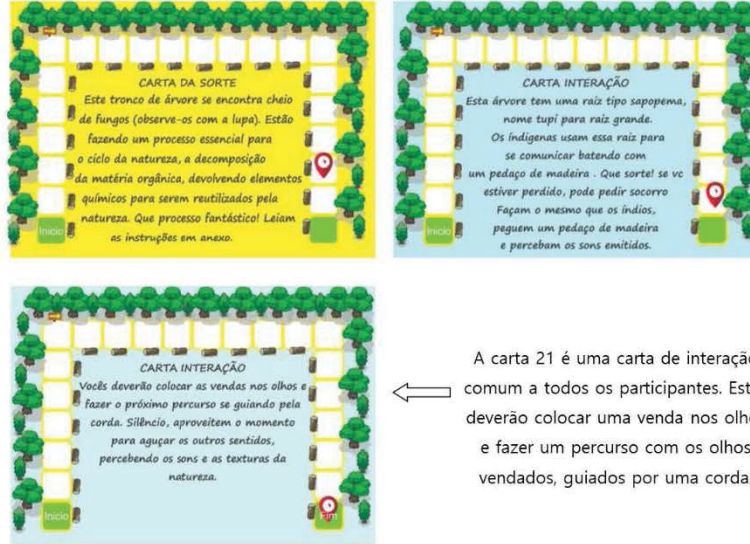 CARTA DA SORTE
Este tronco de árvore se encontra cheio
de fungos (observe-os com a lupa). Estão
fazendo um processo essencial para
o ciclo da natureza, a decomposição
da matéria orgânica, devolvendo elementos
químicos para serem reutilizados pela
natureza. Que processo fantástico! Leiam
as instruções em anexo.
Início
CARTA INTERAÇÃO
Esta árvore tem uma raiz tipo sapopema,
nome tupi para raiz grande.
Os indígenas usam essa raiz para
se comunicar batendo com
um pedaço de madeira . Que sorte! se vc
estiver perdido, pode pedir socorro
Façam o mesmo que os índios,
peguem um pedaço de madeira
e percebam os sons emitidos.
Início
CARTA INTERAÇÃO
Vocês deverão colocar as vendas nos olhos e
fazer o próximo percurso se guiando pela
corda. Silêncio, aproveitem o momento
para aguçar os outros sentidos,
percebendo os sons e as texturas da
natureza.
Início
A carta 21 é uma carta de interação
comum a todos os participantes. Est
deverão colocar uma venda nos olho
e fazer um percurso com os olhos
vendados, guiados por uma corda